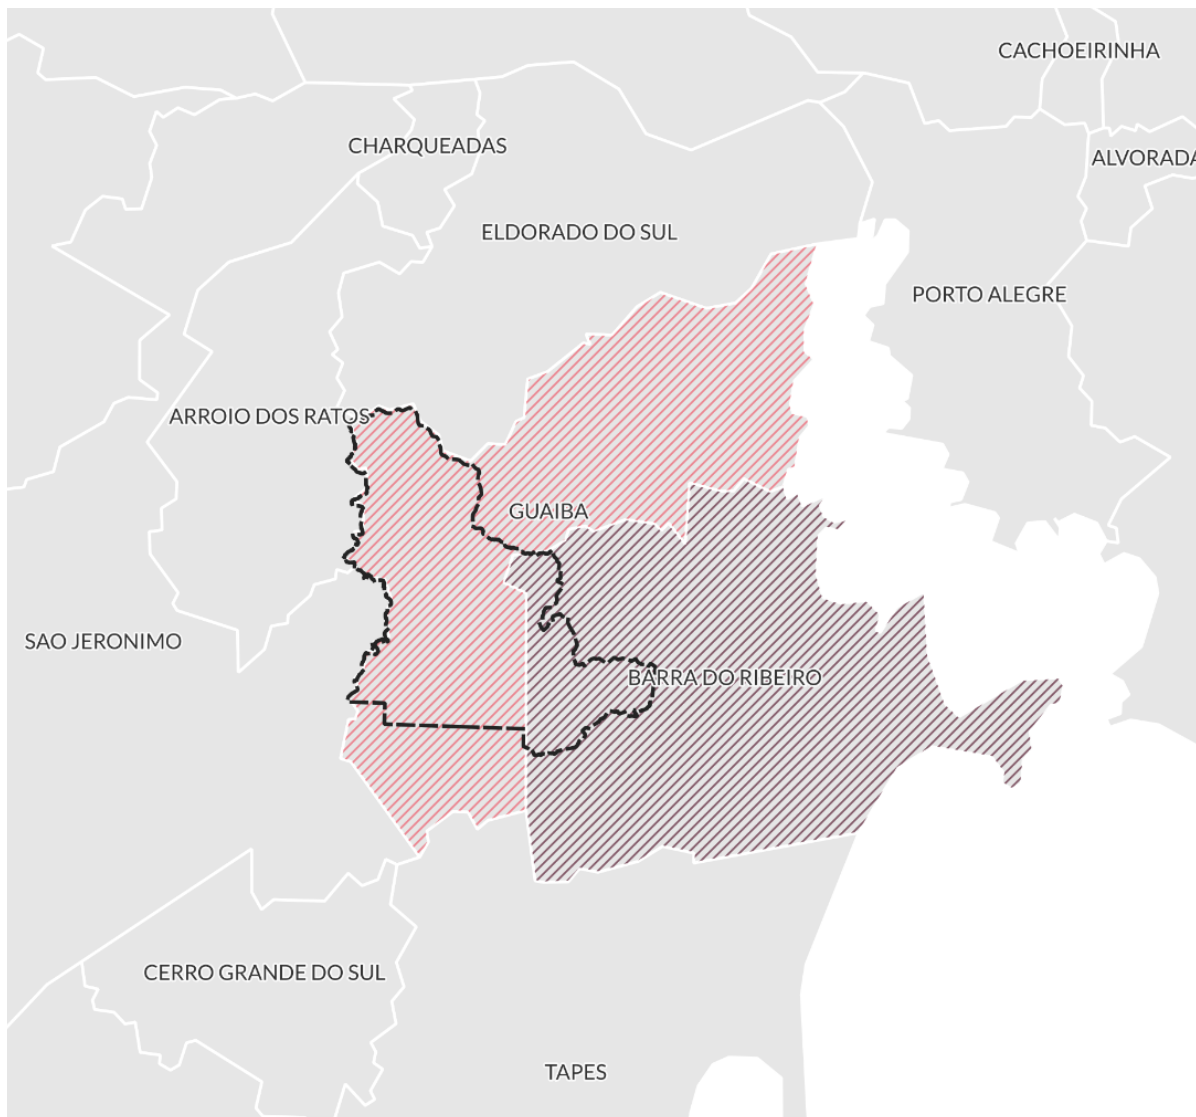 CACHOEIRINHA
CHARQUEADAS
ALVORADA
ELDORADO DO SUL
PORTO ALEGRE
ARROIO DOS RATOS
GUAIBA
SAO JERONIMO
BARRA DO RIBEIRO
CERRO GRANDE DO SUL
TAPES